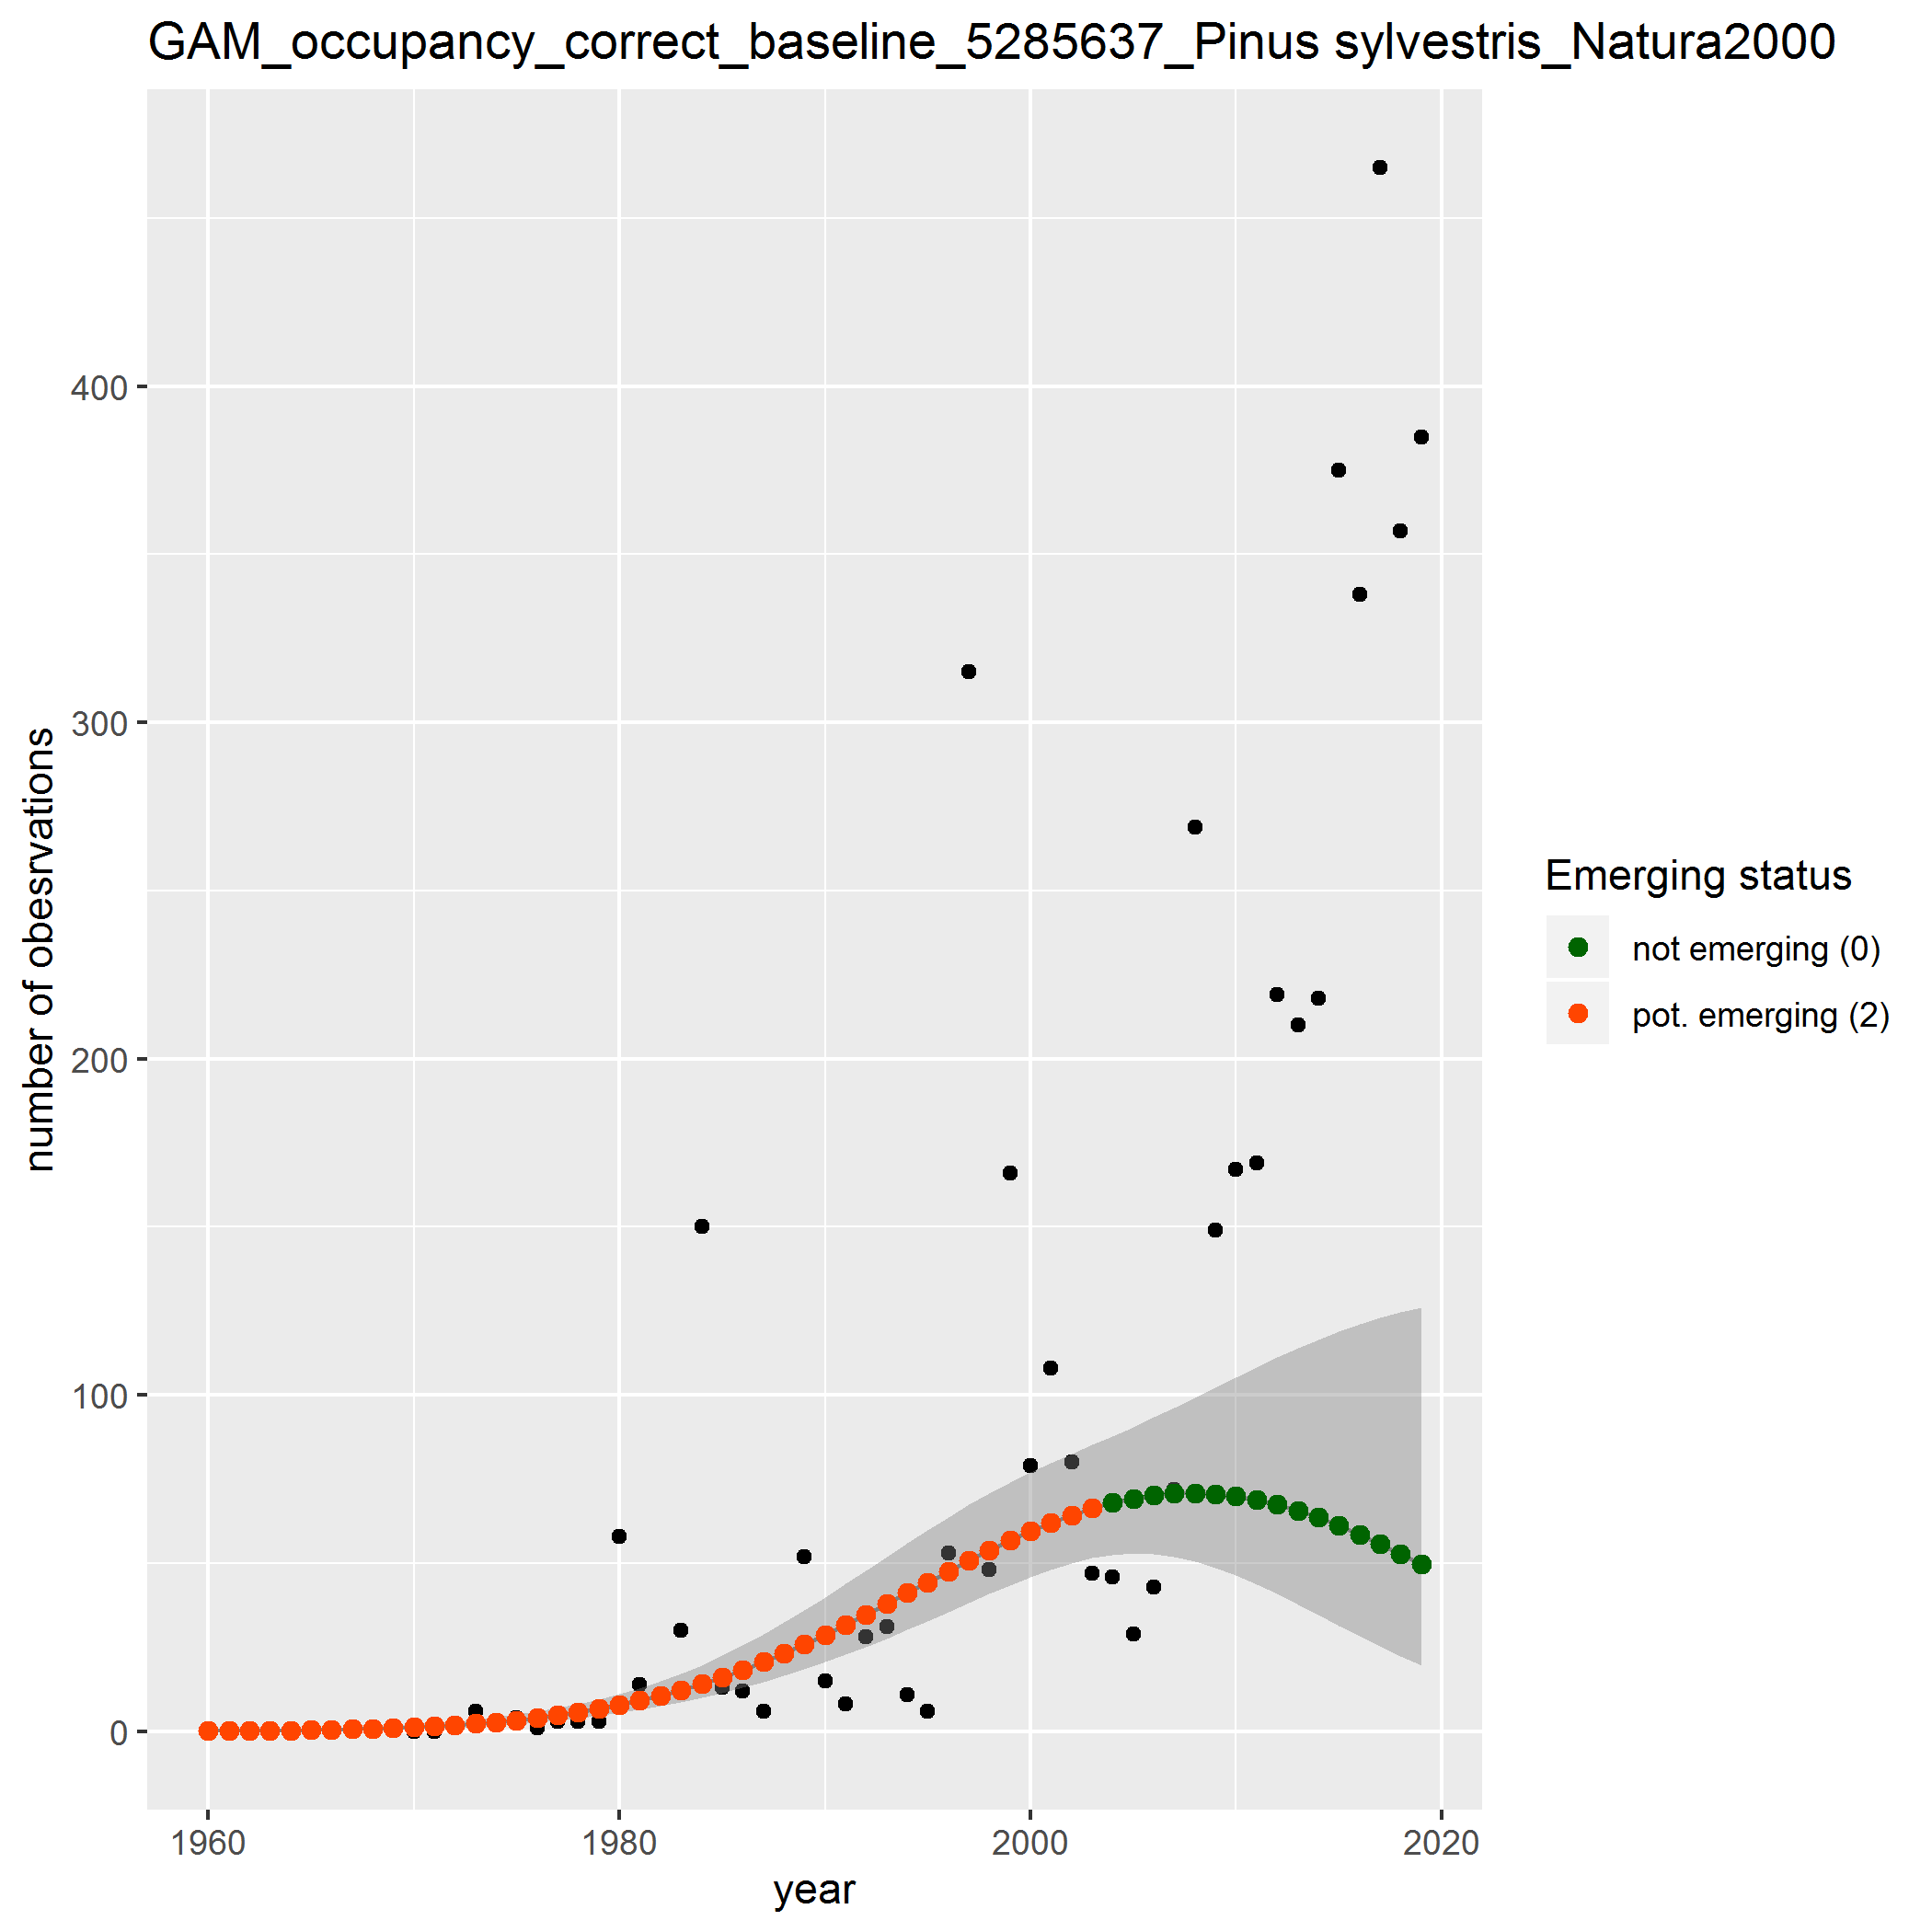 GAM_occupancy_correct_baseline_5285637_Pinus sylvestris_Natura2000
number of obesrvations
400
300
200
100
0
1960
1980
2000
2020
year
Emerging status
not emerging (0)
pot. emerging (2)